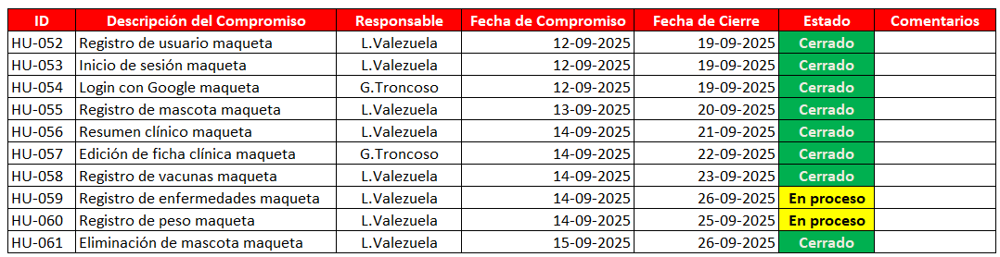 ID Descripción del Compromiso Responsable Fecha de Compromiso Fecha de Cierre Estado Comentarios
HU-052 Registro de usuario maqueta L.Valezuela 12-09-2025 19-09-2025 Cerrado
HU-053 Inicio de sesión maqueta L.Valezuela 12-09-2025 19-09-2025 Cerrado
HU-054 Login con Google maqueta G.Troncoso 12-09-2025 19-09-2025 Cerrado
HU-055 Registro de mascota maqueta L.Valezuela 13-09-2025 20-09-2025 Cerrado
HU-056 Resumen clínico maqueta L.Valezuela 14-09-2025 21-09-2025 Cerrado
HU-057 Edición de ficha clínica maqueta G.Troncoso 14-09-2025 22-09-2025 Cerrado
HU-058 Registro de vacunas maqueta L.Valezuela 14-09-2025 23-09-2025 Cerrado
HU-059 Registro de enfermedades maqueta L.Valezuela 14-09-2025 26-09-2025 En proceso
HU-060 Registro de peso maqueta L.Valezuela 14-09-2025 25-09-2025 En proceso
HU-061 Eliminación de mascota maqueta L.Valezuela 15-09-2025 26-09-2025 Cerrado